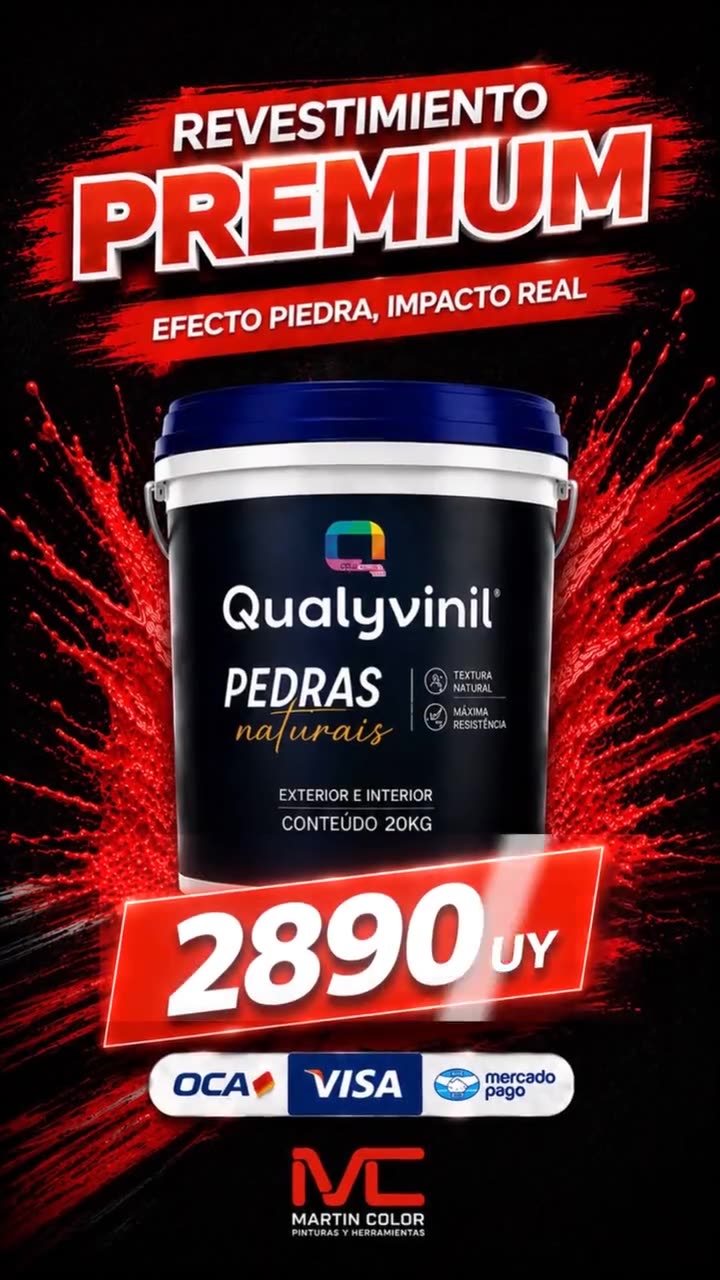 REVESTIMIENTO
PREMIUM
EFECTO PIEDRA, IMPACTO REAL
Qualyvinil®
PEDRAS
naturais
TEXTURA
NATURAL
MÁXIMA
RESISTÊNCIA
EXTERIOR E INTERIOR
CONTEÚDO 20KG
2890 UY
OCA VISA mercado
pago
MC
MARTIN COLOR
PINTURAS Y HERRAMIENTAS